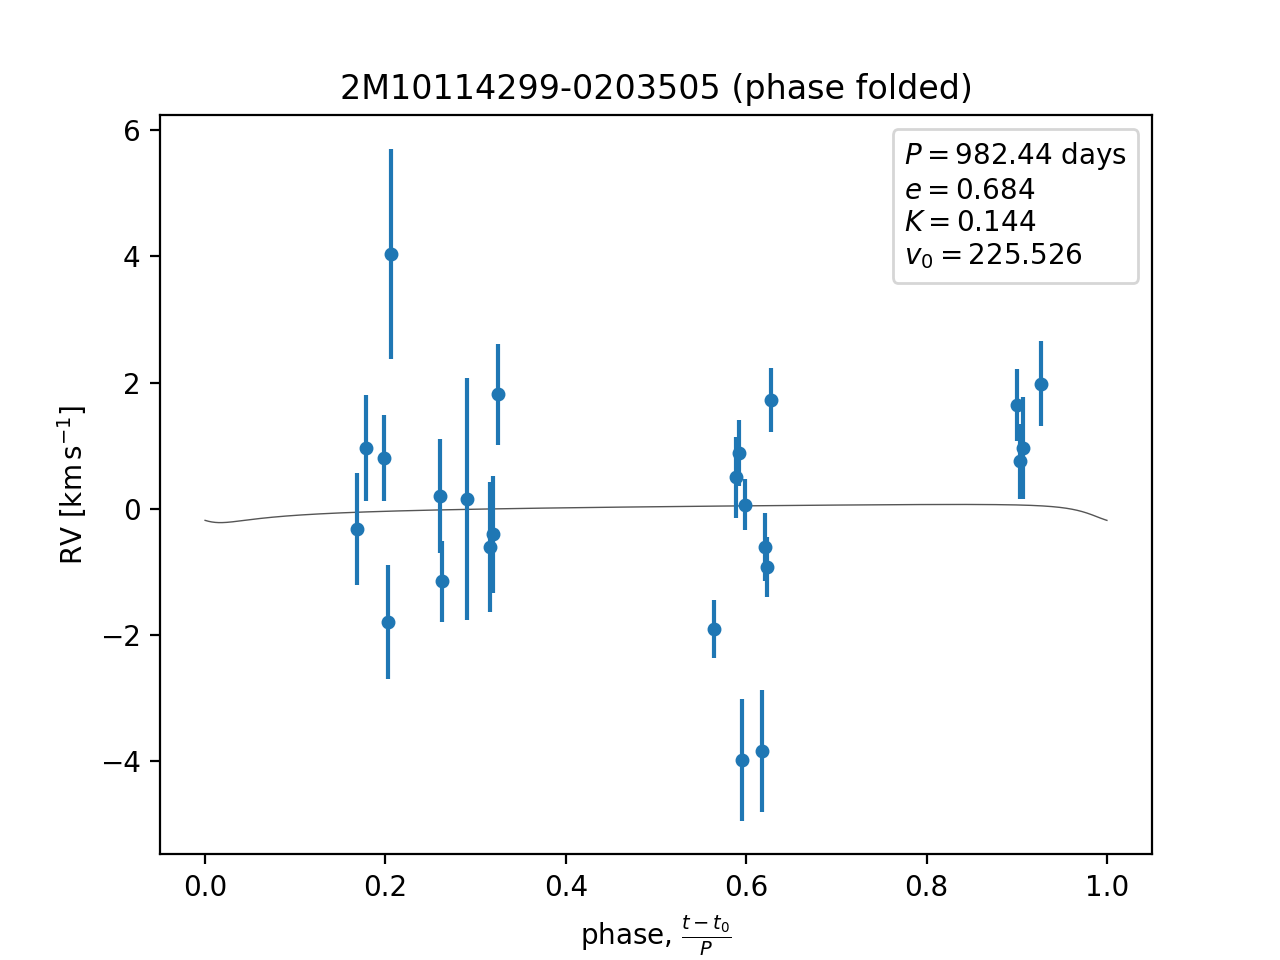 2M10114299-0203505 (phase folded)
P = 982.44 days
e = 0.684
K = 0.144
v₀ = 225.526
6
4
2
0
−2
−4
RV [km s⁻¹]
0.0 0.2 0.4 0.6 0.8 1.0
phase, (t − t₀)/P